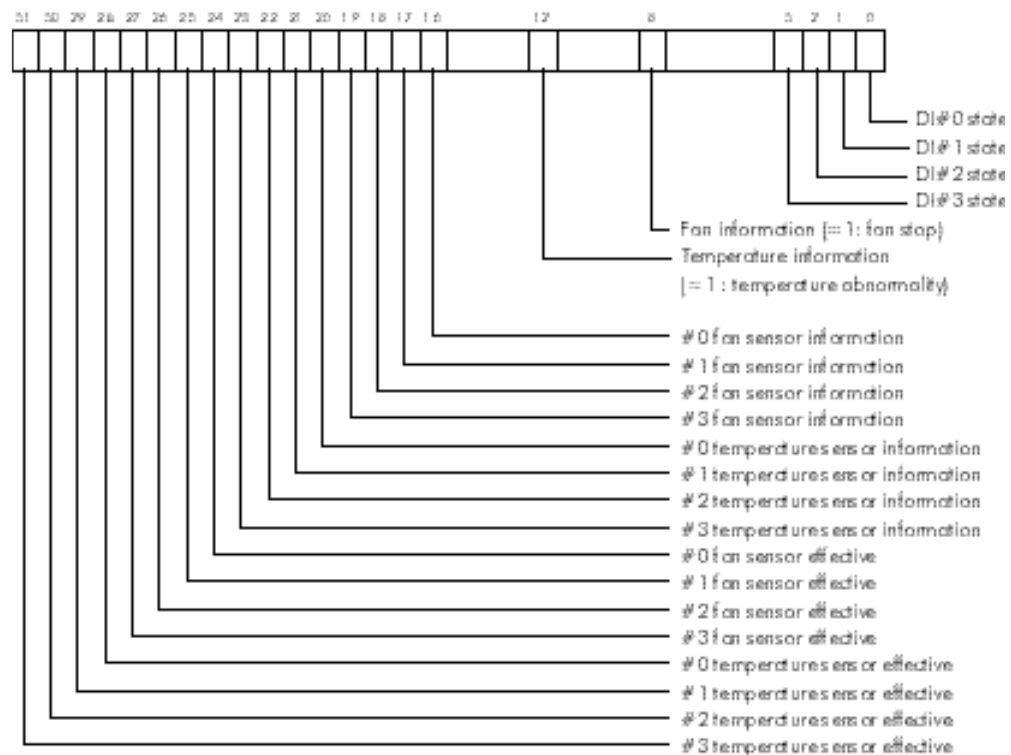 31 30 29 28 27 26 25 24 23 22 21 20 19 18 17 16 12 8 3 2 1 0
DI#0 state
DI#1 state
DI#2 state
DI#3 state
Fan information (= 1: fan stop)
Temperature information
(= 1 : temperature abnormality)
#0 fan sensor information
#1 fan sensor information
#2 fan sensor information
#3 fan sensor information
#0 temperature sensor information
#1 temperature sensor information
#2 temperature sensor information
#3 temperature sensor information
#0 fan sensor effective
#1 fan sensor effective
#2 fan sensor effective
#3 fan sensor effective
#0 temperature sensor effective
#1 temperature sensor effective
#2 temperature sensor effective
#3 temperature sensor effective